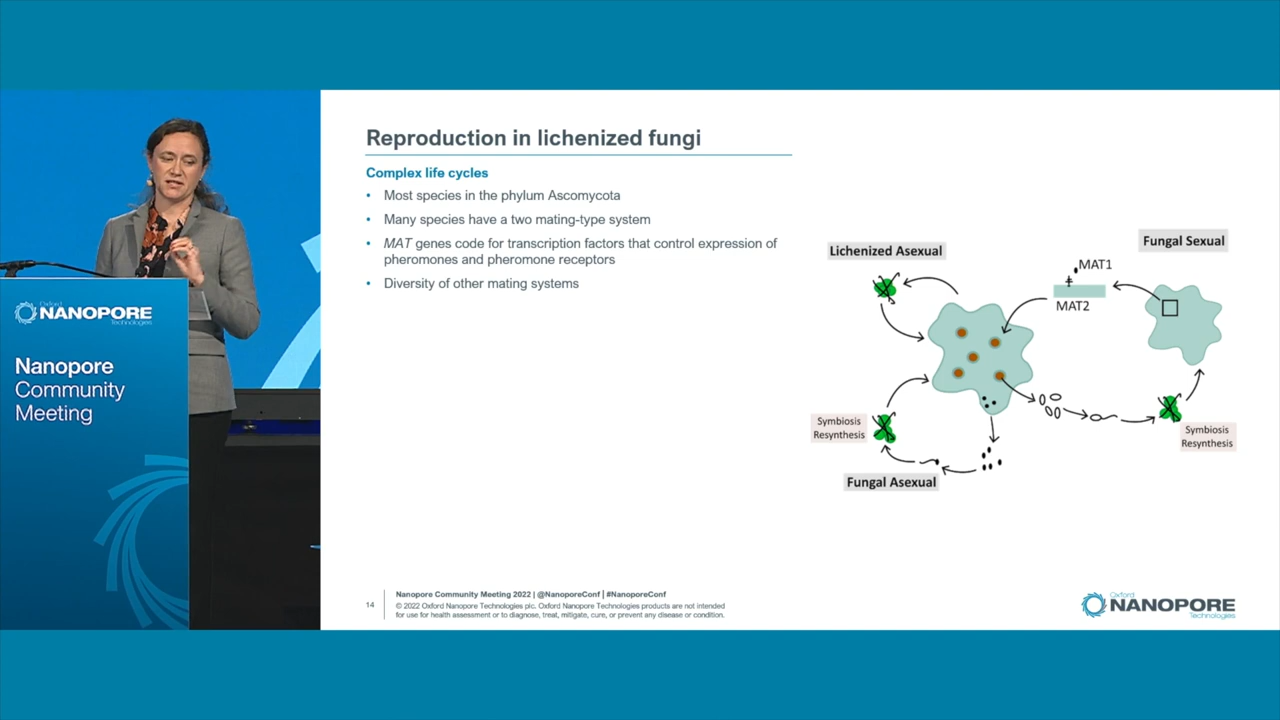 Oxford
NANOPORE
Technologies
Nanopore
Community
Meeting
Reproduction in lichenized fungi
Complex life cycles
• Most species in the phylum Ascomycota
• Many species have a two mating-type system
• MAT genes code for transcription factors that control expression of
pheromones and pheromone receptors
• Diversity of other mating systems
Fungal Sexual
Lichenized Asexual
MAT1
MAT2
Symbiosis
Resynthesis
Symbiosis
Resynthesis
Fungal Asexual
14
Nanopore Community Meeting 2022 | @NanoporeConf | #NanoporeConf
© 2022 Oxford Nanopore Technologies plc. Oxford Nanopore Technologies products are not intended
for use for health assessment or to diagnose, treat, mitigate, cure, or prevent any disease or condition.
Oxford
NANOPORE
Technologies